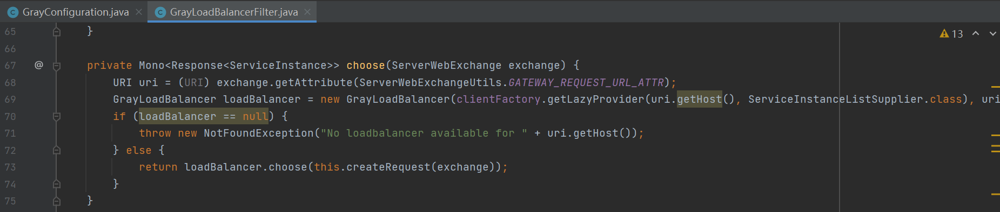 GrayConfiguration.java GrayLoadBalancerFilter.java
65 }
66
13
67 @ private Mono<Response<ServiceInstance>> choose(ServerWebExchange exchange) {
68 URI uri = (URI) exchange.getAttribute(ServerWebExchangeUtils.GATEWAY_REQUEST_URL_ATTR);
69 GrayLoadBalancer loadBalancer = new GrayLoadBalancer(clientFactory.getLazyProvider(uri.getHost(), ServiceInstanceListSupplier.class), uri
70 if (loadBalancer == null) {
71 throw new NotFoundException("No loadbalancer available for " + uri.getHost());
72 } else {
73 return loadBalancer.choose(this.createRequest(exchange));
74 }
75 }